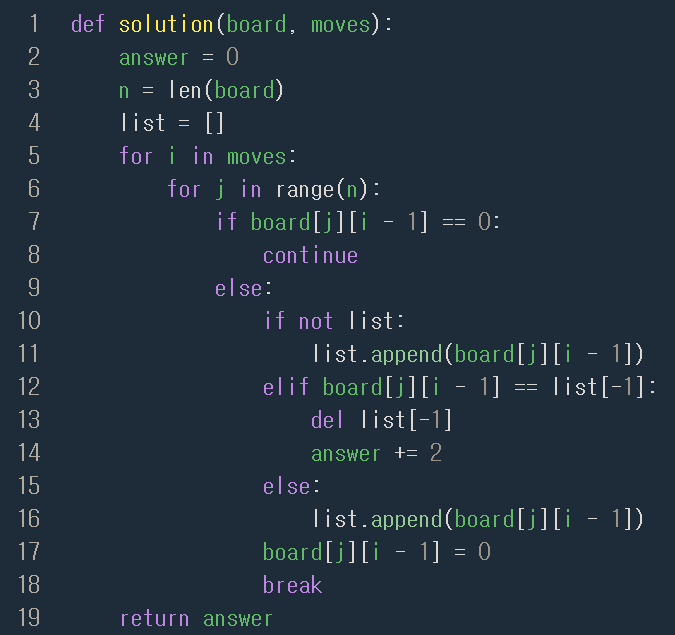 1 def solution(board, moves):
2     answer = 0
3     n = len(board)
4     list = []
5     for i in moves:
6         for j in range(n):
7             if board[j][i - 1] == 0:
8                 continue
9             else:
10                 if not list:
11                     list.append(board[j][i - 1])
12                 elif board[j][i - 1] == list[-1]:
13                     del list[-1]
14                     answer += 2
15                 else:
16                     list.append(board[j][i - 1])
17                 board[j][i - 1] = 0
18                 break
19     return answer